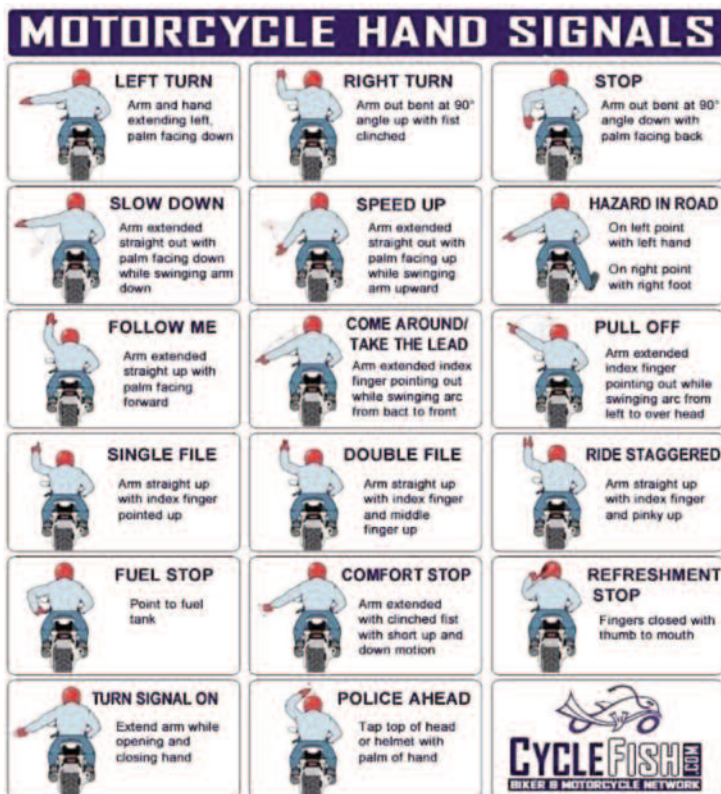 MOTORCYCLE HAND SIGNALS
LEFT TURN
Arm and hand
extending left,
palm facing down
RIGHT TURN
Arm out bent at 90°
angle up with fist
clinched
STOP
Arm out bent at 90°
angle down with
palm facing back
SLOW DOWN
Arm extended
straight out with
palm facing down
while swinging arm
down
SPEED UP
Arm extended
straight out with
palm facing up
while swinging
arm upward
HAZARD IN ROAD
On left point
with left hand
On right point
with right foot
FOLLOW ME
Arm extended
straight up with
palm facing
forward
COME AROUND/
TAKE THE LEAD
Arm extended index
finger pointing out
while swinging arc
from bact to front
PULL OFF
Arm extended
index finger
pointing out while
swinging arc from
left to over head
SINGLE FILE
Arm straight up
with index finger
pointed up
DOUBLE FILE
Arm straight up
with index finger
and middle
finger up
RIDE STAGGERED
Arm straight up
with index finger
and pinky up
FUEL STOP
Point to fuel
tank
COMFORT STOP
Arm extended
with clinched fist
with short up and
down motion
REFRESHMENT
STOP
Fingers closed with
thumb to mouth
TURN SIGNAL ON
Extend arm while
opening and
closing hand
POLICE AHEAD
Tap top of head
or helmet with
palm of hand
CYCLEFISH.COM
BIKER & MOTORCYCLE NETWORK